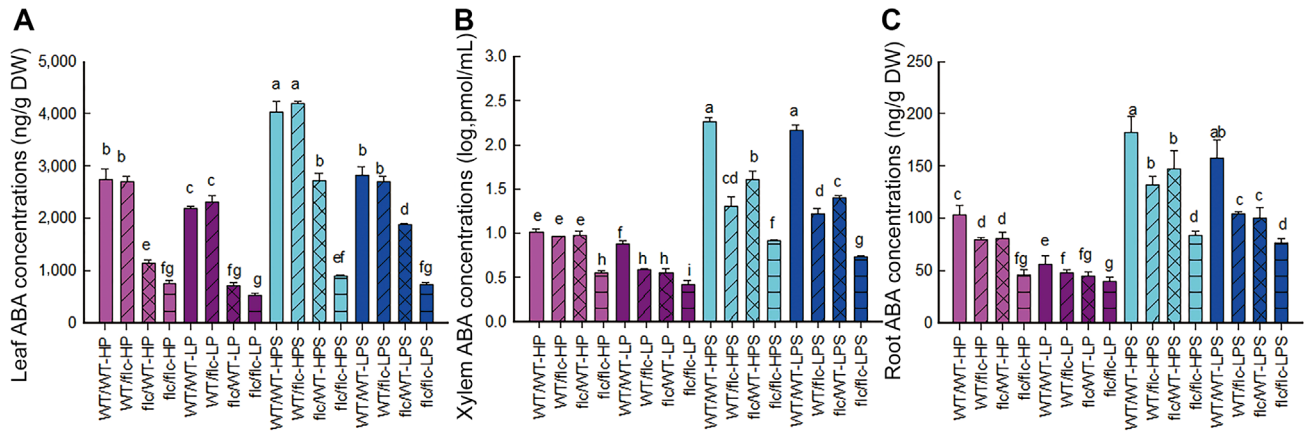 A
Leaf ABA concentrations (ng/g DW)
5,000
4,000
3,000
2,000
1,000
0
b
b
e
fg
c
c
fg
g
a
a
b
ef
b
b
d
fg
WT/WT-HP
WT/flc-HP
flc/WT-HP
flc/flc-HP
WT/WT-LP
WT/flc-LP
flc/WT-LP
flc/flc-LP
WT/WT-HPS
WT/flc-HPS
flc/WT-HPS
flc/flc-HPS
WT/WT-LPS
WT/flc-LPS
flc/WT-LPS
flc/flc-LPS
B
Xylem ABA concentrations (log,pmol/mL)
3.0
2.5
2.0
1.5
1.0
0.5
0.0
e
e
e
h
f
h
h
i
a
cd
b
f
a
d
c
g
WT/WT-HP
WT/flc-HP
flc/WT-HP
flc/flc-HP
WT/WT-LP
WT/flc-LP
flc/WT-LP
flc/flc-LP
WT/WT-HPS
WT/flc-HPS
flc/WT-HPS
flc/flc-HPS
WT/WT-LPS
WT/flc-LPS
flc/WT-LPS
flc/flc-LPS
C
Root ABA concentrations (ng/g DW)
250
200
150
100
50
0
c
d
d
fg
e
f
fg
g
a
b
b
d
ab
c
c
d
WT/WT-HP
WT/flc-HP
flc/WT-HP
flc/flc-HP
WT/WT-LP
WT/flc-LP
flc/WT-LP
flc/flc-LP
WT/WT-HPS
WT/flc-HPS
flc/WT-HPS
flc/flc-HPS
WT/WT-LPS
WT/flc-LPS
flc/WT-LPS
flc/flc-LPS